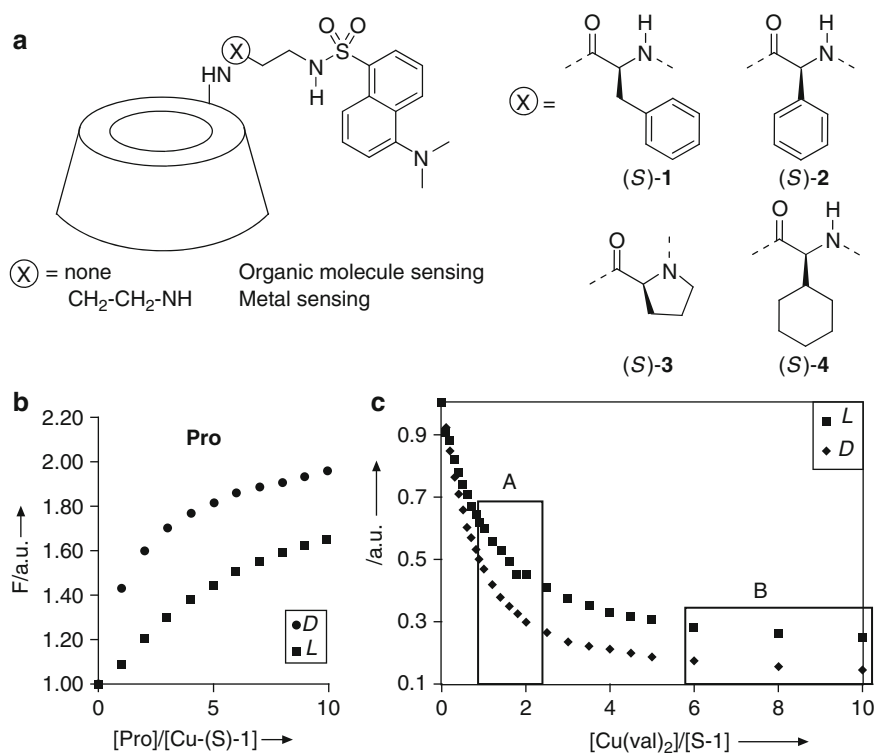 a
X
HN
O O
S
N
H
N
X = none Organic molecule sensing
CH2-CH2-NH Metal sensing
X =
O H
N
(S)-1
O H
N
(S)-2
O
N
(S)-3
O H
N
(S)-4
b
Pro
F/a.u.
2.20
2.00
1.80
1.60
1.40
1.20
1.00
0 5 10
D
L
[Pro]/[Cu-(S)-1]
c
/a.u.
0.9
0.7
0.5
0.3
0.1
0 2 4 6 8 10
A
B
L
D
[Cu(val)2]/[S-1]